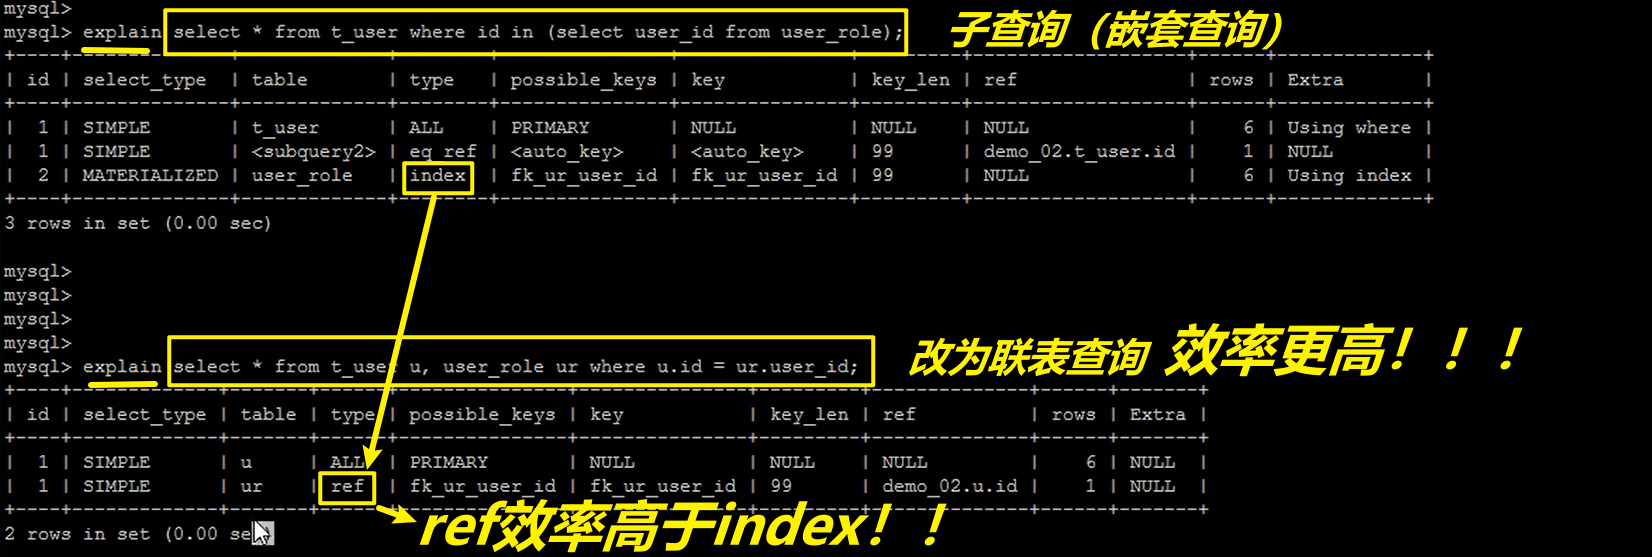 mysql>
mysql> explain select * from t_user where id in (select user_id from user_role); 子查询（嵌套查询）
+----+--------------+-------------+--------+---------------+------------+---------+-------------------+------+-------------+
| id | select_type | table | type | possible_keys | key | key_len | ref | rows | Extra |
+----+--------------+-------------+--------+---------------+------------+---------+-------------------+------+-------------+
| 1 | SIMPLE | t_user | ALL | PRIMARY | NULL | NULL | NULL | 6 | Using where |
| 1 | SIMPLE | <subquery2> | eq_ref | <auto_key> | <auto_key> | 99 | demo_02.t_user.id | 1 | NULL |
| 2 | MATERIALIZED | user_role | index | fk_ur_user_id | fk_ur_user_id | 99 | NULL | 6 | Using index |
+----+--------------+-------------+--------+---------------+------------+---------+-------------------+------+-------------+
3 rows in set (0.00 sec)
mysql>
mysql>
mysql>
mysql>
mysql> explain select * from t_user u, user_role ur where u.id = ur.user_id; 改为联表查询 效率更高！！！
+----+-------------+-------+------+---------------+---------------+---------+--------------+------+-------+
| id | select_type | table | type | possible_keys | key | key_len | ref | rows | Extra |
+----+-------------+-------+------+---------------+---------------+---------+--------------+------+-------+
| 1 | SIMPLE | u | ALL | PRIMARY | NULL | NULL | NULL | 6 | NULL |
| 1 | SIMPLE | ur | ref | fk_ur_user_id | fk_ur_user_id | 99 | demo_02.u.id | 1 | NULL |
+----+-------------+-------+------+---------------+---------------+---------+--------------+------+-------+
ref效率高于index！！
2 rows in set (0.00 se